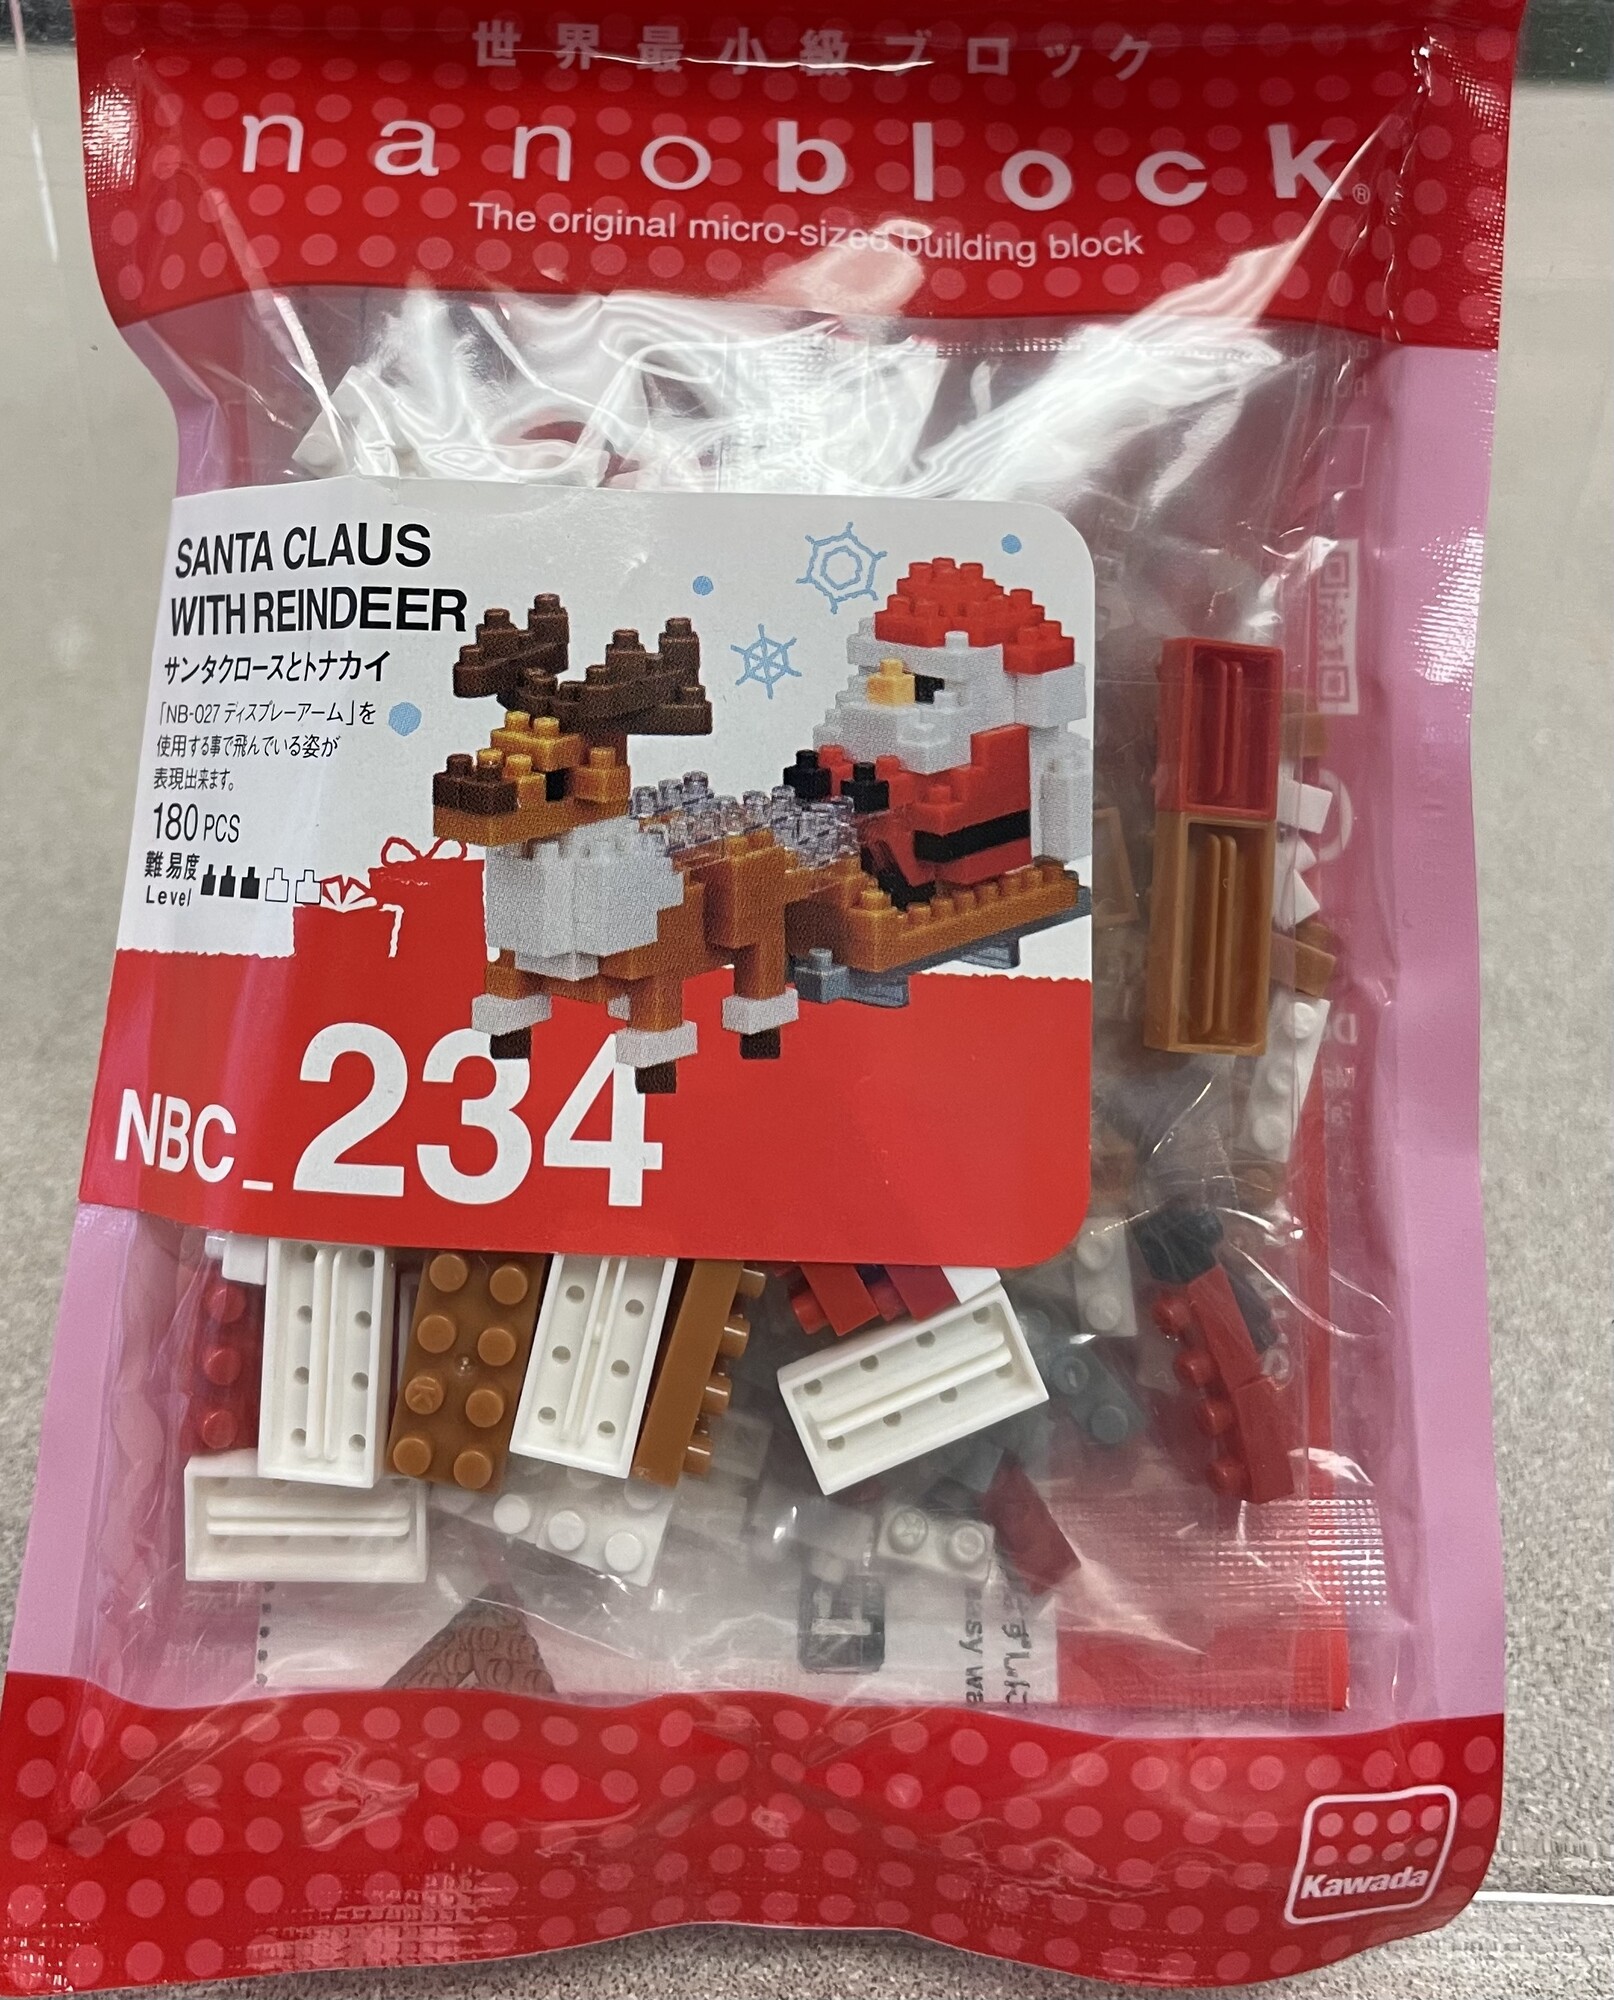 世界最小級ブロック
nanoblock®
The original micro-sized building block
SANTA CLAUS
WITH REINDEER
サンタクロースとトナカイ
「NB-027 ディスプレーアーム」を
使用する事で飛んでいる姿が
表現出来ます。
180 PCS
難易度
Level
NBC_234
Kawada